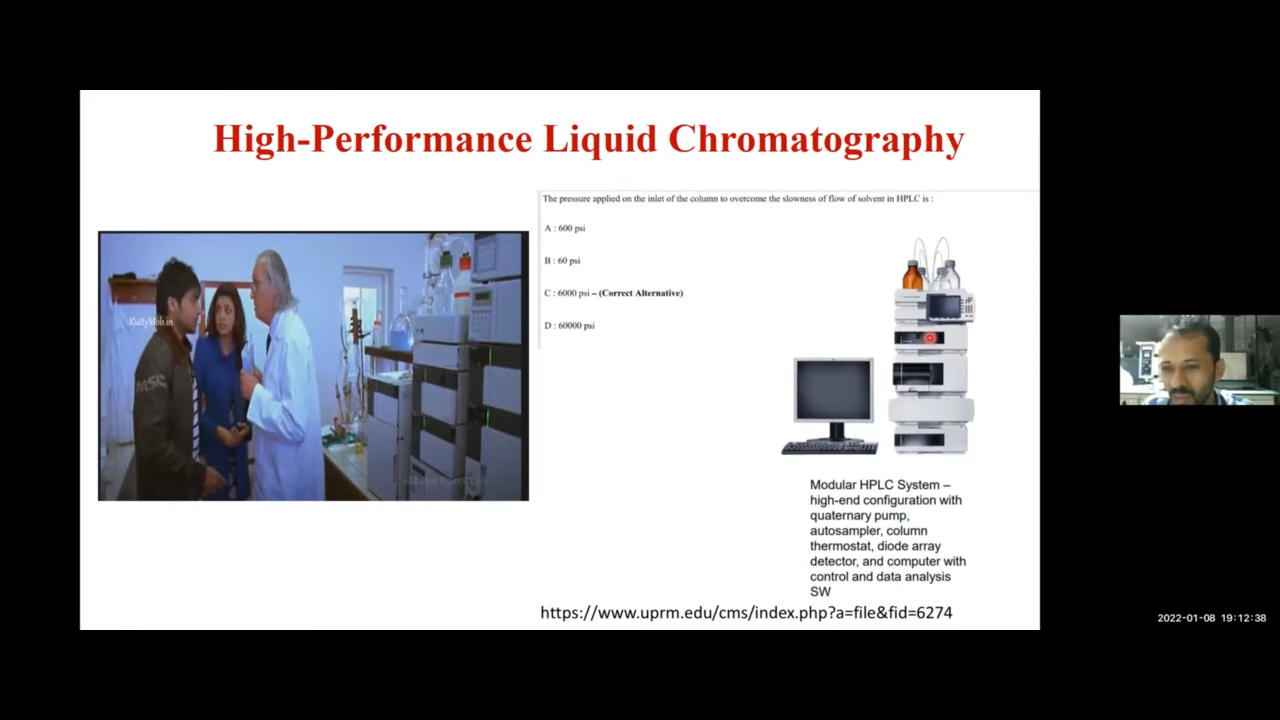 High-Performance Liquid Chromatography
The pressure applied on the inlet of the column to overcome the slowness of flow of solvent in HPLC is :
A : 600 psi
B : 60 psi
C : 6000 psi – (Correct Alternative)
D : 60000 psi
KuttyMob.in
MSK
Modular HPLC System –
high-end configuration with
quaternary pump,
autosampler, column
thermostat, diode array
detector, and computer with
control and data analysis
SW
https://www.uprm.edu/cms/index.php?a=file&fid=6274
2022-01-08 19:12:38